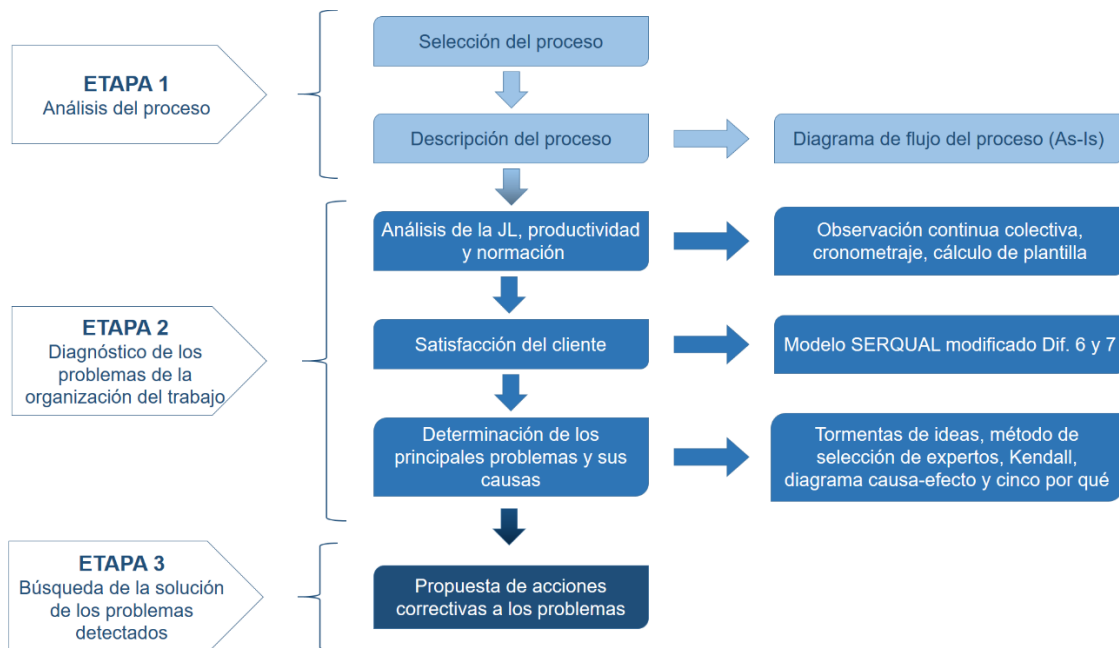 ETAPA 1
Análisis del proceso
Selección del proceso
Descripción del proceso
Diagrama de flujo del proceso (As-Is)
ETAPA 2
Diagnóstico de los
problemas de la
organización del trabajo
Análisis de la JL, productividad
y normación
Observación continua colectiva,
cronometraje, cálculo de plantilla
Satisfacción del cliente
Modelo SERQUAL modificado Dif. 6 y 7
Determinación de los
principales problemas y sus
causas
Tormentas de ideas, método de
selección de expertos, Kendall,
diagrama causa-efecto y cinco por qué
ETAPA 3
Búsqueda de la solución
de los problemas
detectados
Propuesta de acciones
correctivas a los problemas